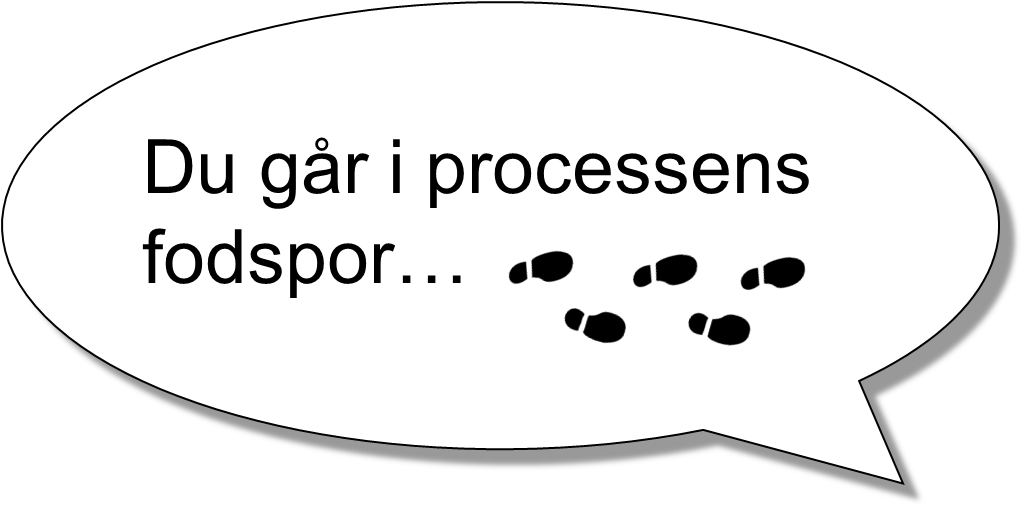 Du går i processens
fodspor…